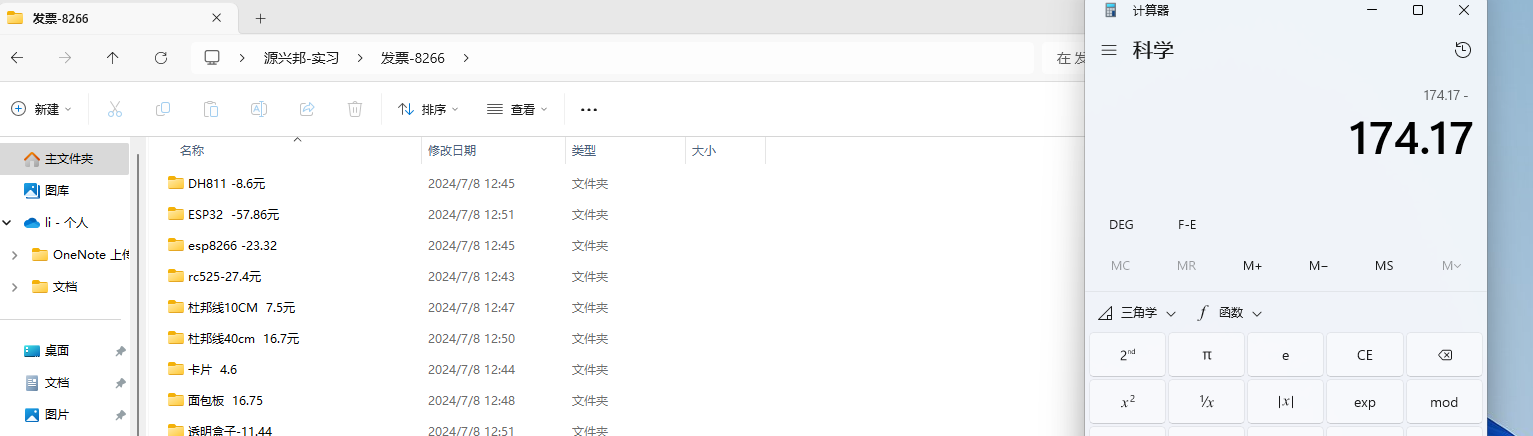 发票-8266
源兴邦-实习 > 发票-8266 >
在 发
新建
排序
查看
...
主文件夹
图库
li - 个人
OneNote 上传
文档
桌面
文档
图片
名称 修改日期 类型 大小
DH811 -8.6元 2024/7/8 12:45 文件夹
ESP32 -57.86元 2024/7/8 12:51 文件夹
esp8266 -23.32 2024/7/8 12:45 文件夹
rc525-27.4元 2024/7/8 12:43 文件夹
杜邦线10CM 7.5元 2024/7/8 12:47 文件夹
杜邦线40cm 16.7元 2024/7/8 12:50 文件夹
卡片 4.6 2024/7/8 12:44 文件夹
面包板 16.75 2024/7/8 12:48 文件夹
透明盒子-11.44 2024/7/8 12:51 文件夹
计算器
科学
174.17 -
174.17
DEG F-E
MC MR M+ M− MS M
三角学 f 函数
2ⁿᵈ π e CE
x² ¹/x |x| exp mod